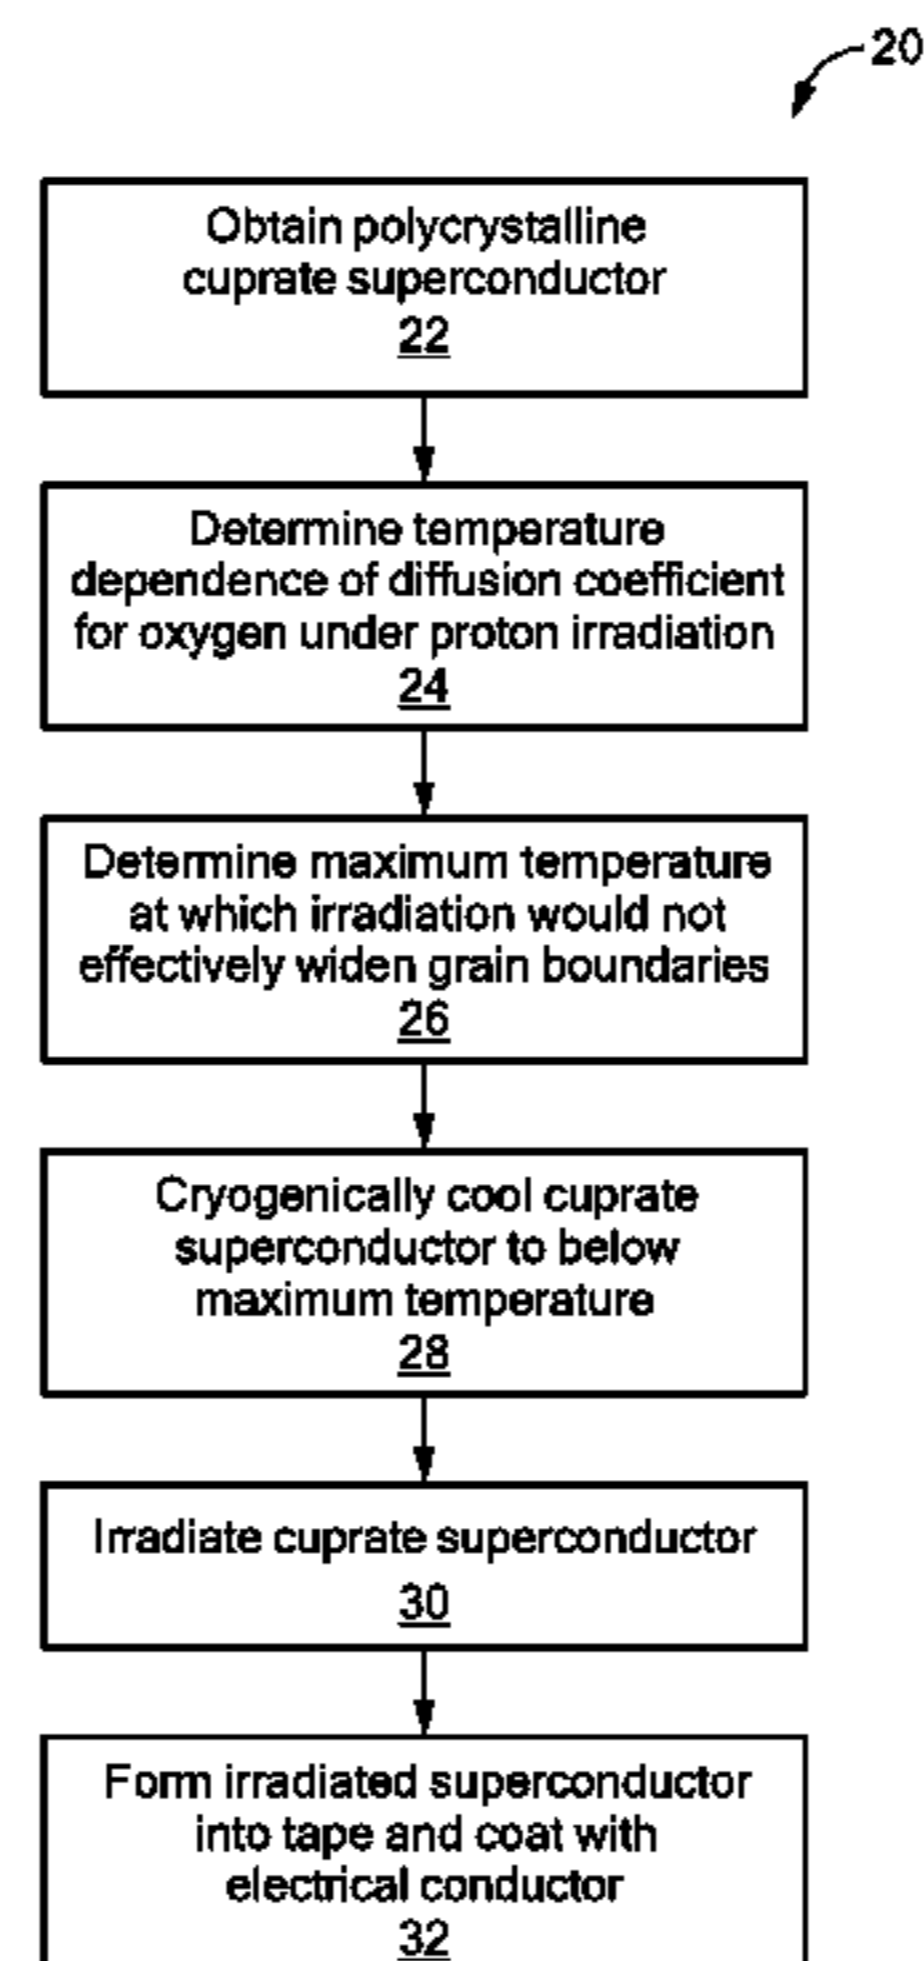 20
Obtain polycrystalline
cuprate superconductor
22
Determine temperature
dependence of diffusion coefficient
for oxygen under proton irradiation
24
Determine maximum temperature
at which irradiation would not
effectively widen grain boundaries
26
Cryogenically cool cuprate
superconductor to below
maximum temperature
28
Irradiate cuprate superconductor
30
Form irradiated superconductor
into tape and coat with
electrical conductor
32